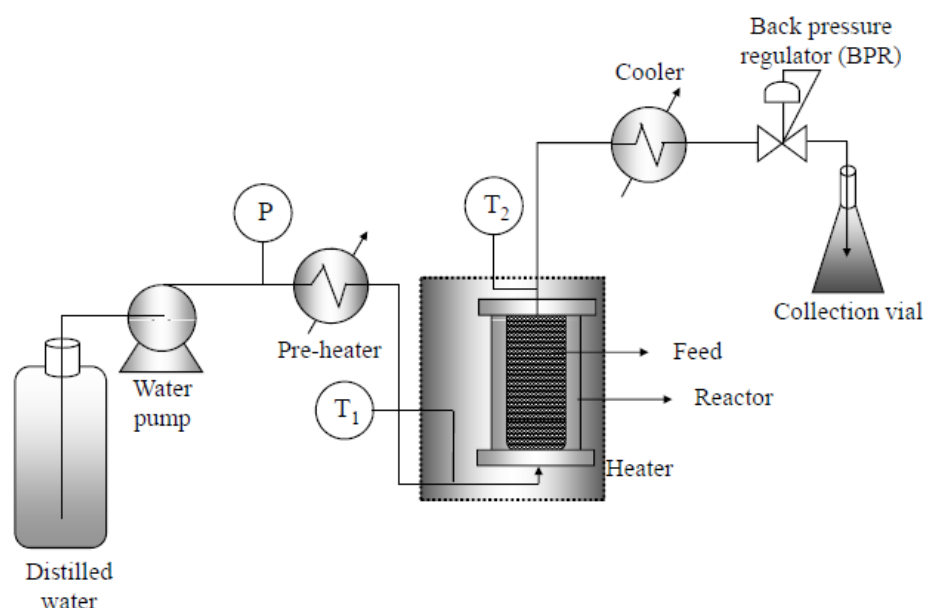 Back pressure
regulator (BPR)
Cooler
T2
P
Collection vial
Pre-heater
Feed
Water
pump
T1
Reactor
Heater
Distilled
water